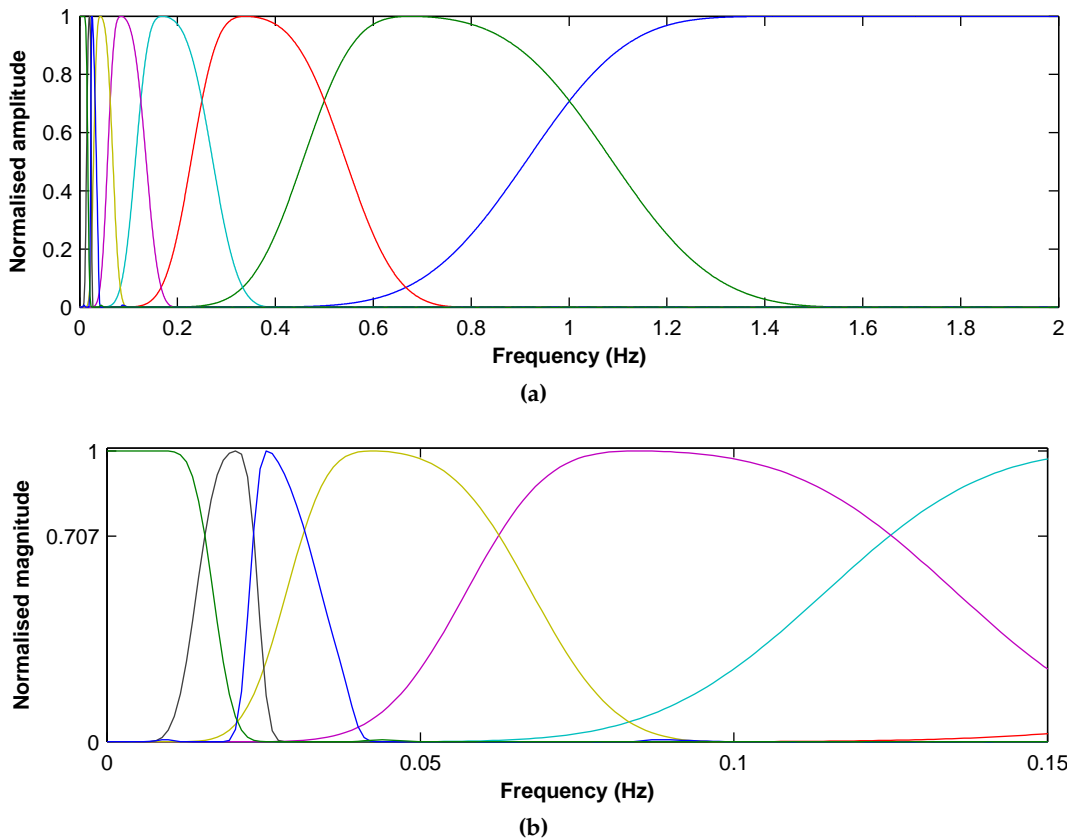 Normalised amplitude
1
0.8
0.6
0.4
0.2
0
0 0.2 0.4 0.6 0.8 1 1.2 1.4 1.6 1.8 2
Frequency (Hz)
(a)
Normalised magnitude
1
0.707
0
0 0.05 0.1 0.15
Frequency (Hz)
(b)